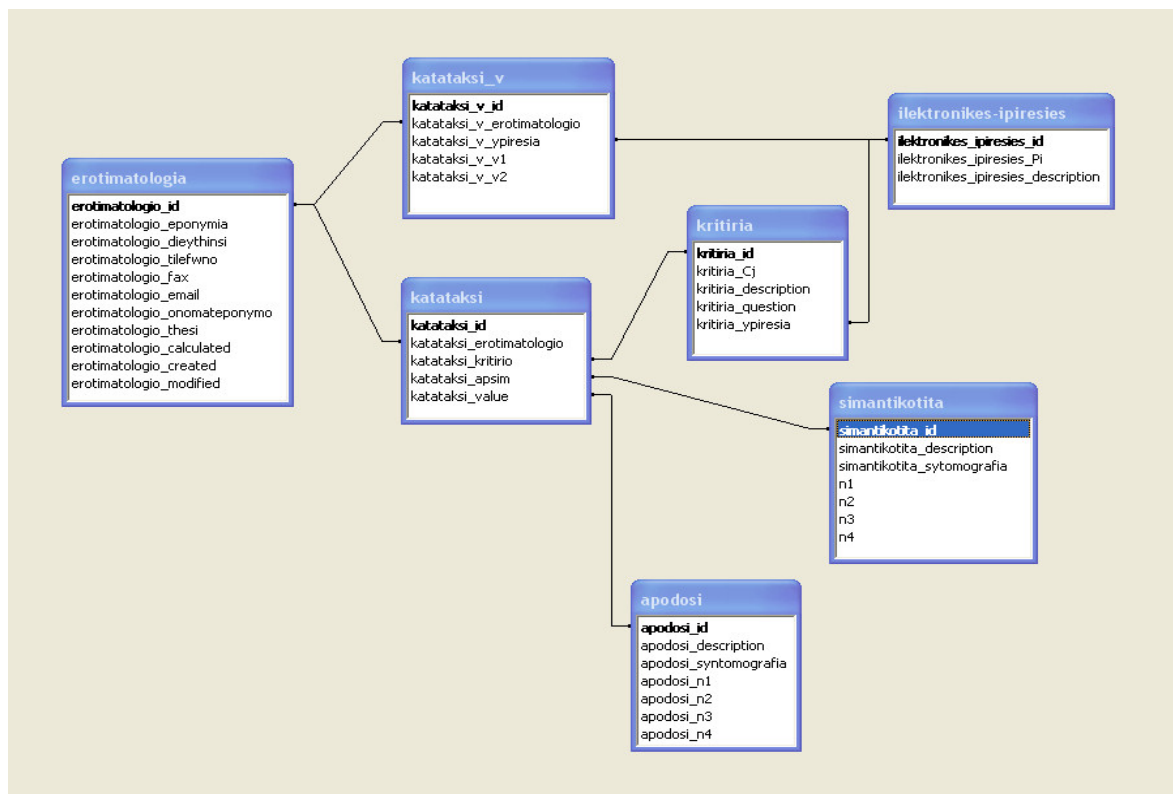 erotimatologia
erotimatologio_id
erotimatologio_eponymia
erotimatologio_dieythinsi
erotimatologio_tilefwno
erotimatologio_fax
erotimatologio_email
erotimatologio_onomateponymo
erotimatologio_thesi
erotimatologio_calculated
erotimatologio_created
erotimatologio_modified
katataksi_v
katataksi_v_id
katataksi_v_erotimatologio
katataksi_v_ypiresia
katataksi_v_v1
katataksi_v_v2
katataksi
katataksi_id
katataksi_erotimatologio
katataksi_kritirio
katataksi_apsim
katataksi_value
ilektronikes-ipiresies
ilektronikes_ipiresies_id
ilektronikes_ipiresies_Pi
ilektronikes_ipiresies_description
kritiria
kritiria_id
kritiria_Cj
kritiria_description
kritiria_question
kritiria_ypiresia
simantikotita
simantikotita_id
simantikotita_description
simantikotita_sytomografia
n1
n2
n3
n4
apodosi
apodosi_id
apodosi_description
apodosi_syntomografia
apodosi_n1
apodosi_n2
apodosi_n3
apodosi_n4